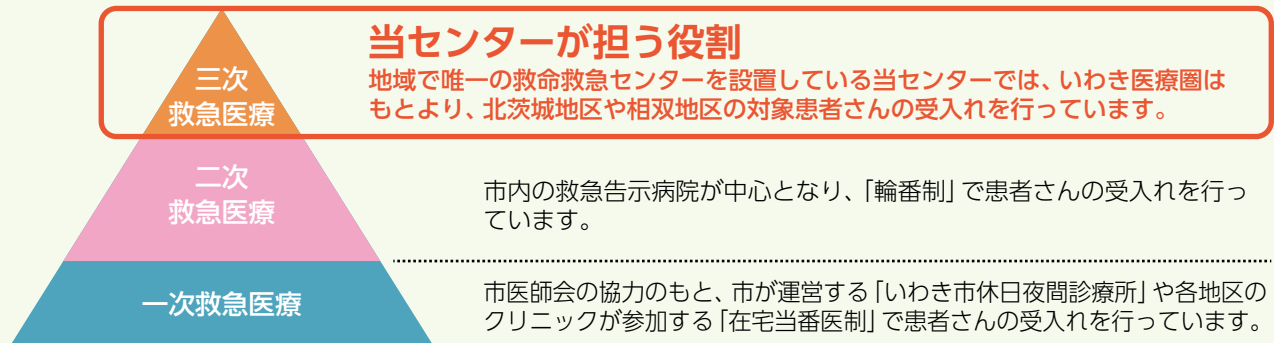 三次
救急医療
当センターが担う役割
地域で唯一の救命救急センターを設置している当センターでは、いわき医療圏は
もとより、北茨城地区や相双地区の対象患者さんの受入れを行っています。
二次
救急医療
市内の救急告示病院が中心となり、「輪番制」で患者さんの受入れを行っ
ています。
一次救急医療
市医師会の協力のもと、市が運営する「いわき市休日夜間診療所」や各地区の
クリニックが参加する「在宅当番医制」で患者さんの受入れを行っています。